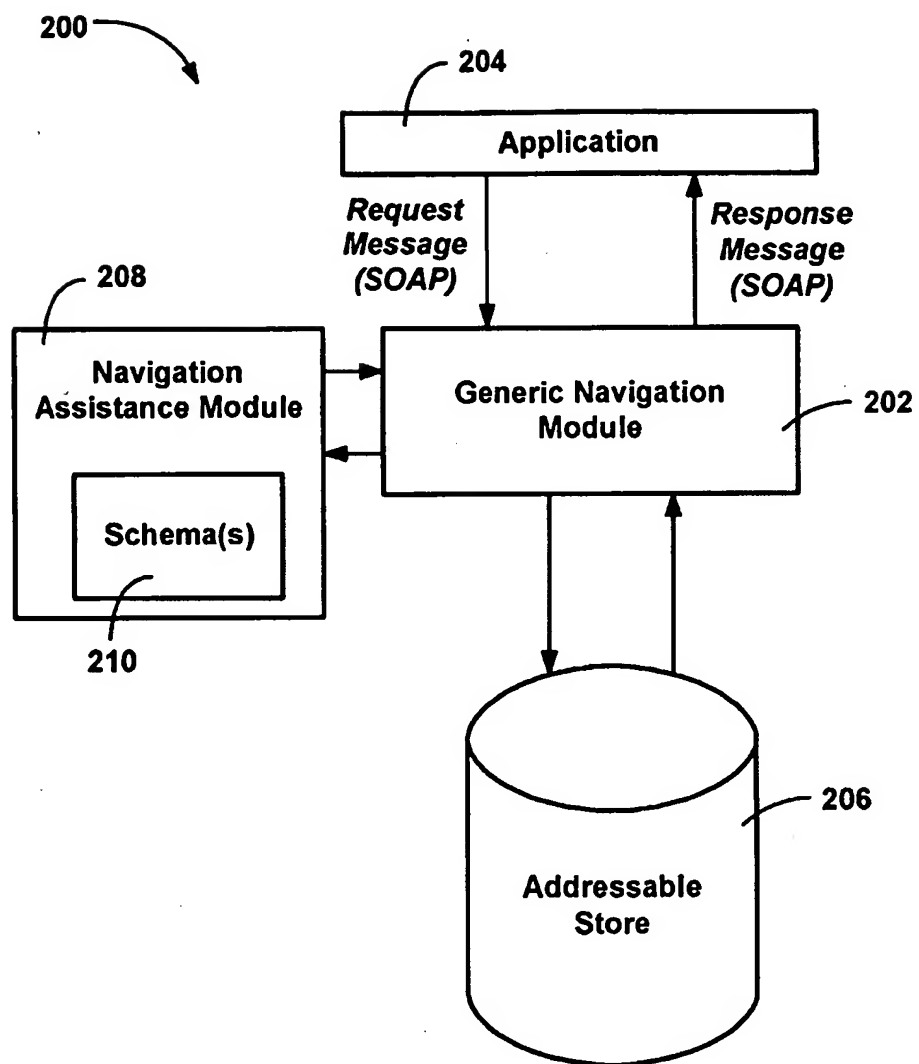 200
204
Application
Request
Message
(SOAP)
Response
Message
(SOAP)
208
Navigation
Assistance Module
Generic Navigation
Module
202
Schema(s)
210
206
Addressable
Store